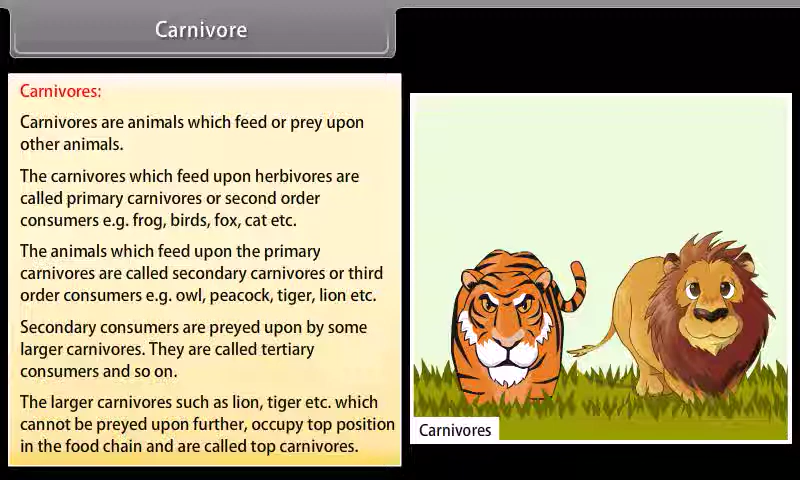 Carnivore
Carnivores:
Carnivores are animals which feed or prey upon
other animals.
The carnivores which feed upon herbivores are
called primary carnivores or second order
consumers e.g. frog, birds, fox, cat etc.
The animals which feed upon the primary
carnivores are called secondary carnivores or third
order consumers e.g. owl, peacock, tiger, lion etc.
Secondary consumers are preyed upon by some
larger carnivores. They are called tertiary
consumers and so on.
The larger carnivores such as lion, tiger etc. which
cannot be preyed upon further, occupy top position
in the food chain and are called top carnivores.
Carnivores